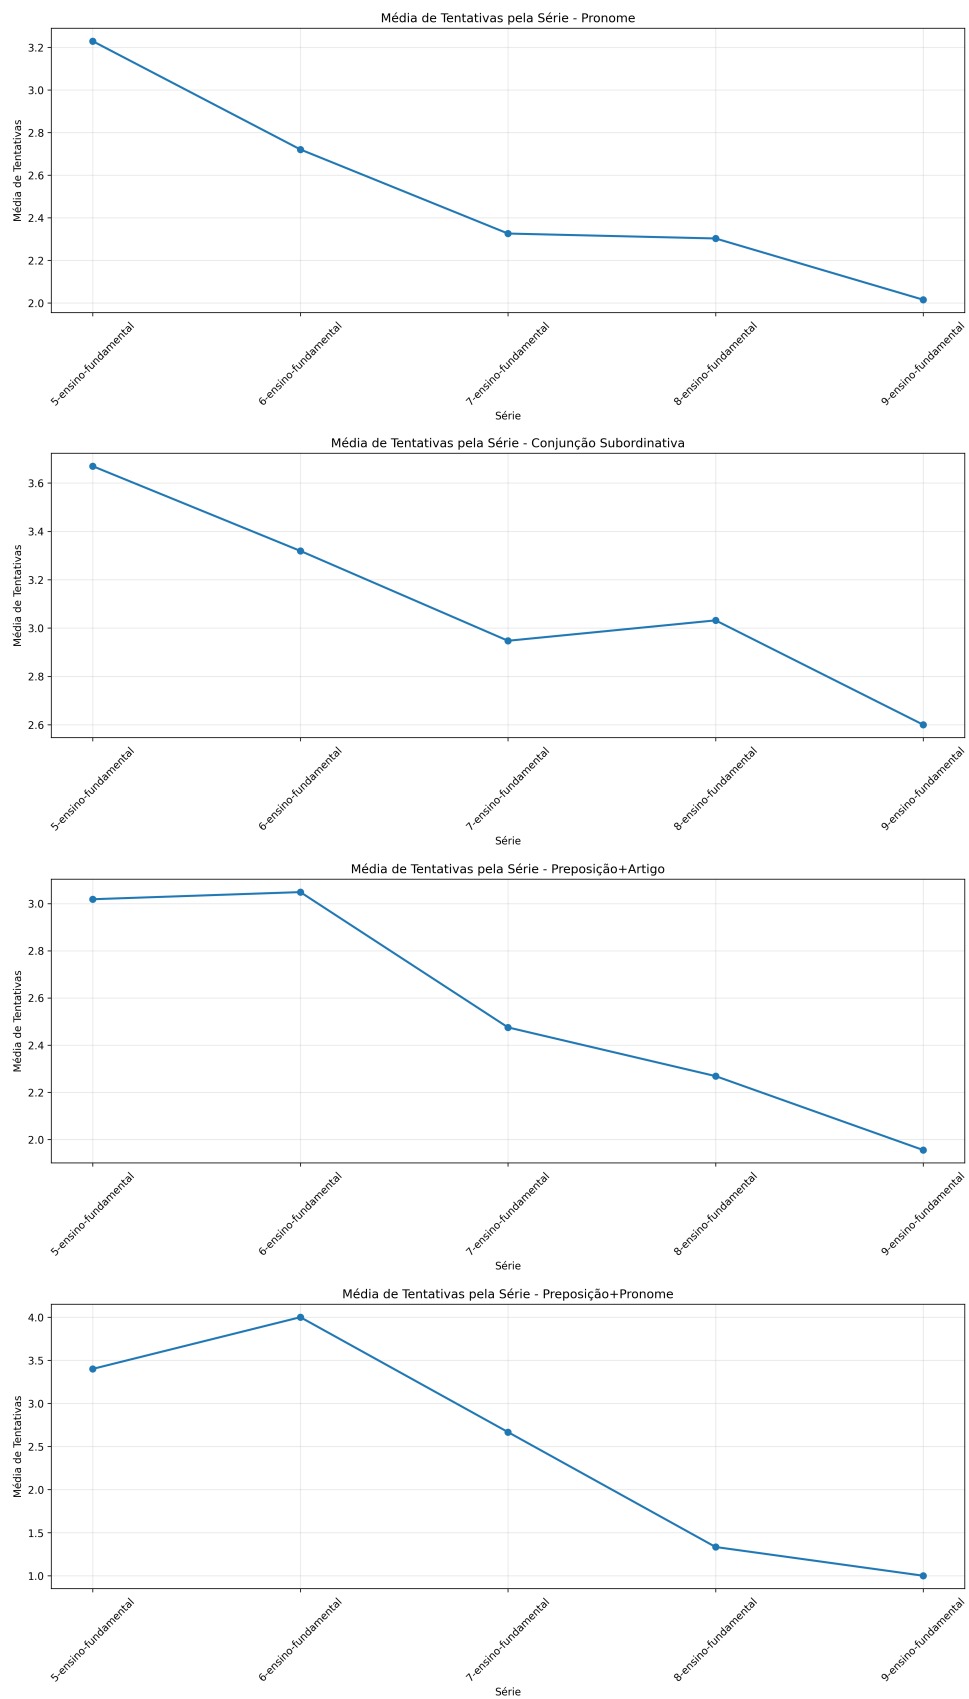 Média de Tentativas pela Série - Pronome
Média de Tentativas
3.2
3.0
2.8
2.6
2.4
2.2
2.0
5-ensino-fundamental
6-ensino-fundamental
7-ensino-fundamental
8-ensino-fundamental
9-ensino-fundamental
Série
Média de Tentativas pela Série - Conjunção Subordinativa
Média de Tentativas
3.6
3.4
3.2
3.0
2.8
2.6
5-ensino-fundamental
6-ensino-fundamental
7-ensino-fundamental
8-ensino-fundamental
9-ensino-fundamental
Série
Média de Tentativas pela Série - Preposição+Artigo
Média de Tentativas
3.0
2.8
2.6
2.4
2.2
2.0
5-ensino-fundamental
6-ensino-fundamental
7-ensino-fundamental
8-ensino-fundamental
9-ensino-fundamental
Série
Média de Tentativas pela Série - Preposição+Pronome
Média de Tentativas
4.0
3.5
3.0
2.5
2.0
1.5
1.0
5-ensino-fundamental
6-ensino-fundamental
7-ensino-fundamental
8-ensino-fundamental
9-ensino-fundamental
Série